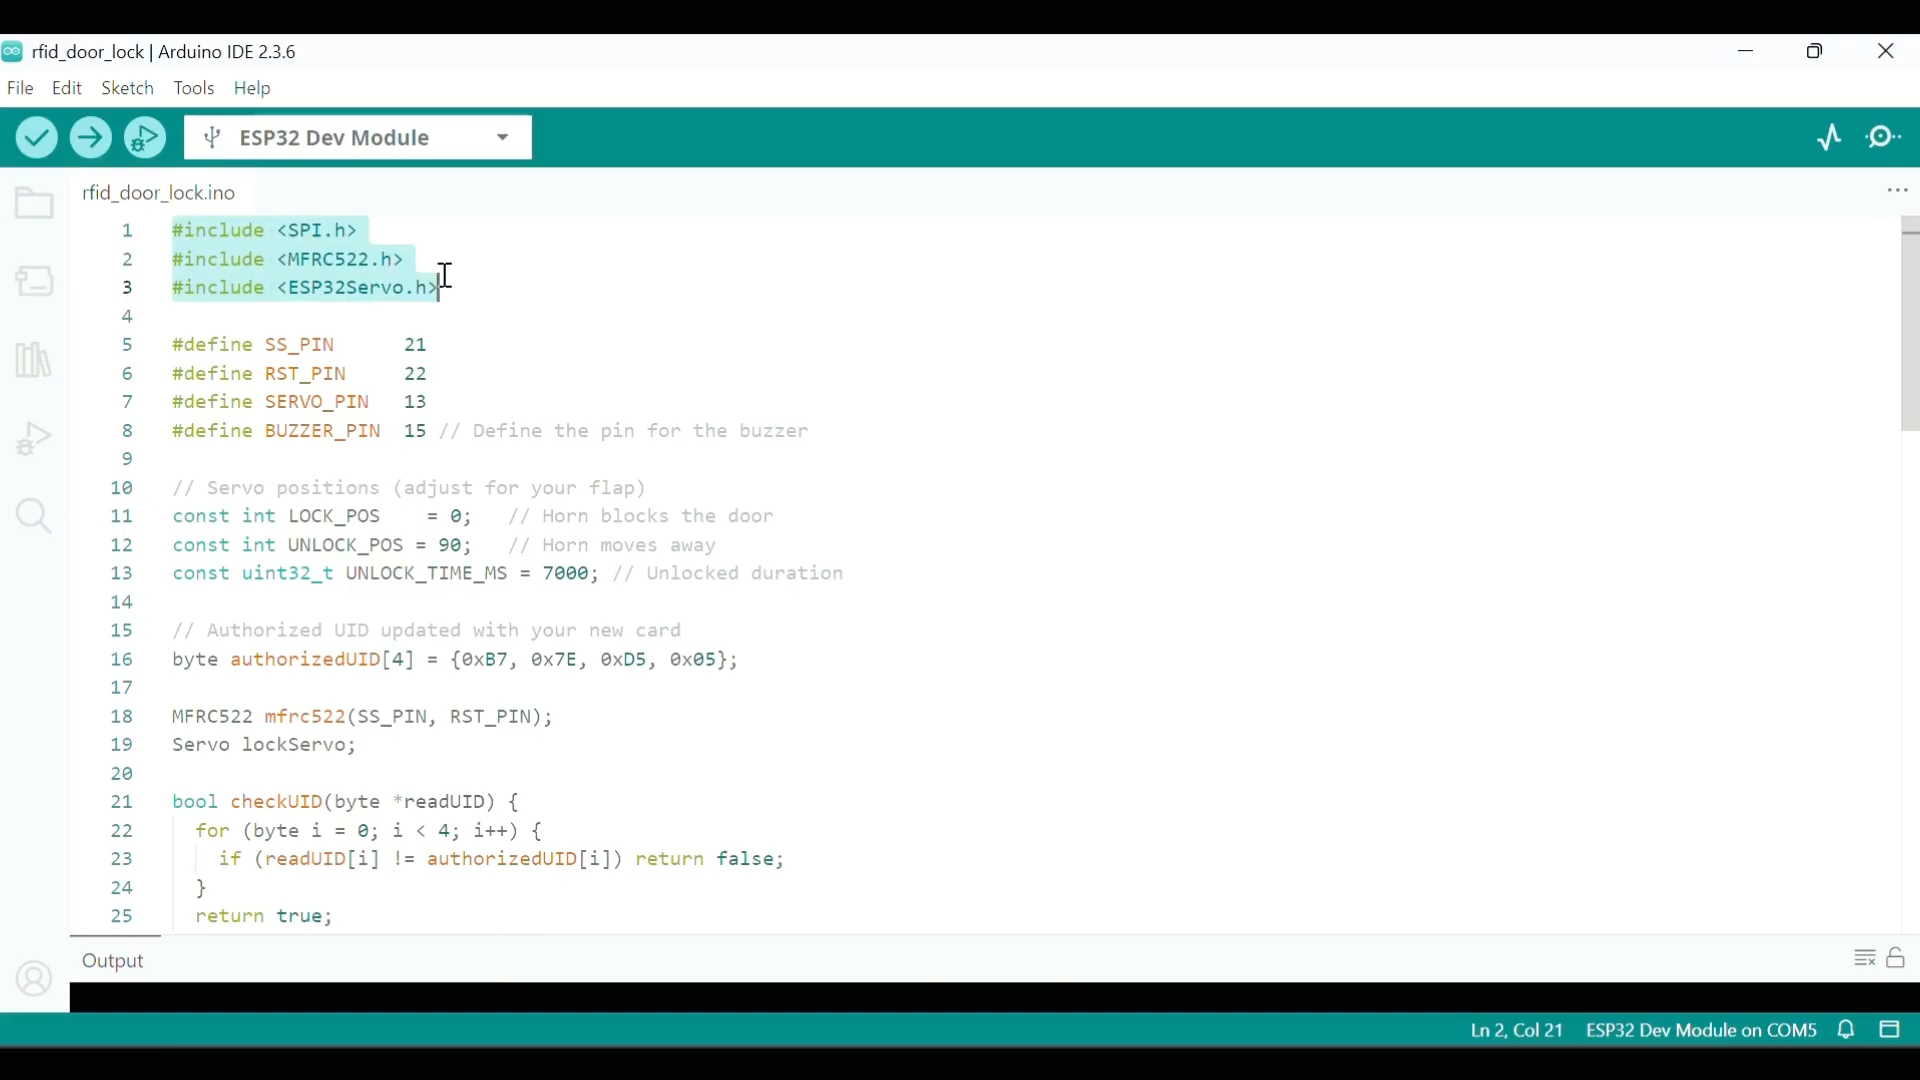 rfid_door_lock | Arduino IDE 2.3.6
File Edit Sketch Tools Help
ESP32 Dev Module
rfid_door_lock.ino
1 #include <SPI.h>
2 #include <MFRC522.h>
3 #include <ESP32Servo.h>
4
5 #define SS_PIN      21
6 #define RST_PIN     22
7 #define SERVO_PIN   13
8 #define BUZZER_PIN  15 // Define the pin for the buzzer
9
10 // Servo positions (adjust for your flap)
11 const int LOCK_POS    = 0;   // Horn blocks the door
12 const int UNLOCK_POS = 90;   // Horn moves away
13 const uint32_t UNLOCK_TIME_MS = 7000; // Unlocked duration
14
15 // Authorized UID updated with your new card
16 byte authorizedUID[4] = {0xB7, 0x7E, 0xD5, 0x05};
17
18 MFRC522 mfrc522(SS_PIN, RST_PIN);
19 Servo lockServo;
20
21 bool checkUID(byte *readUID) {
22   for (byte i = 0; i < 4; i++) {
23     if (readUID[i] != authorizedUID[i]) return false;
24   }
25   return true;
Output
Ln 2, Col 21 ESP32 Dev Module on COM5